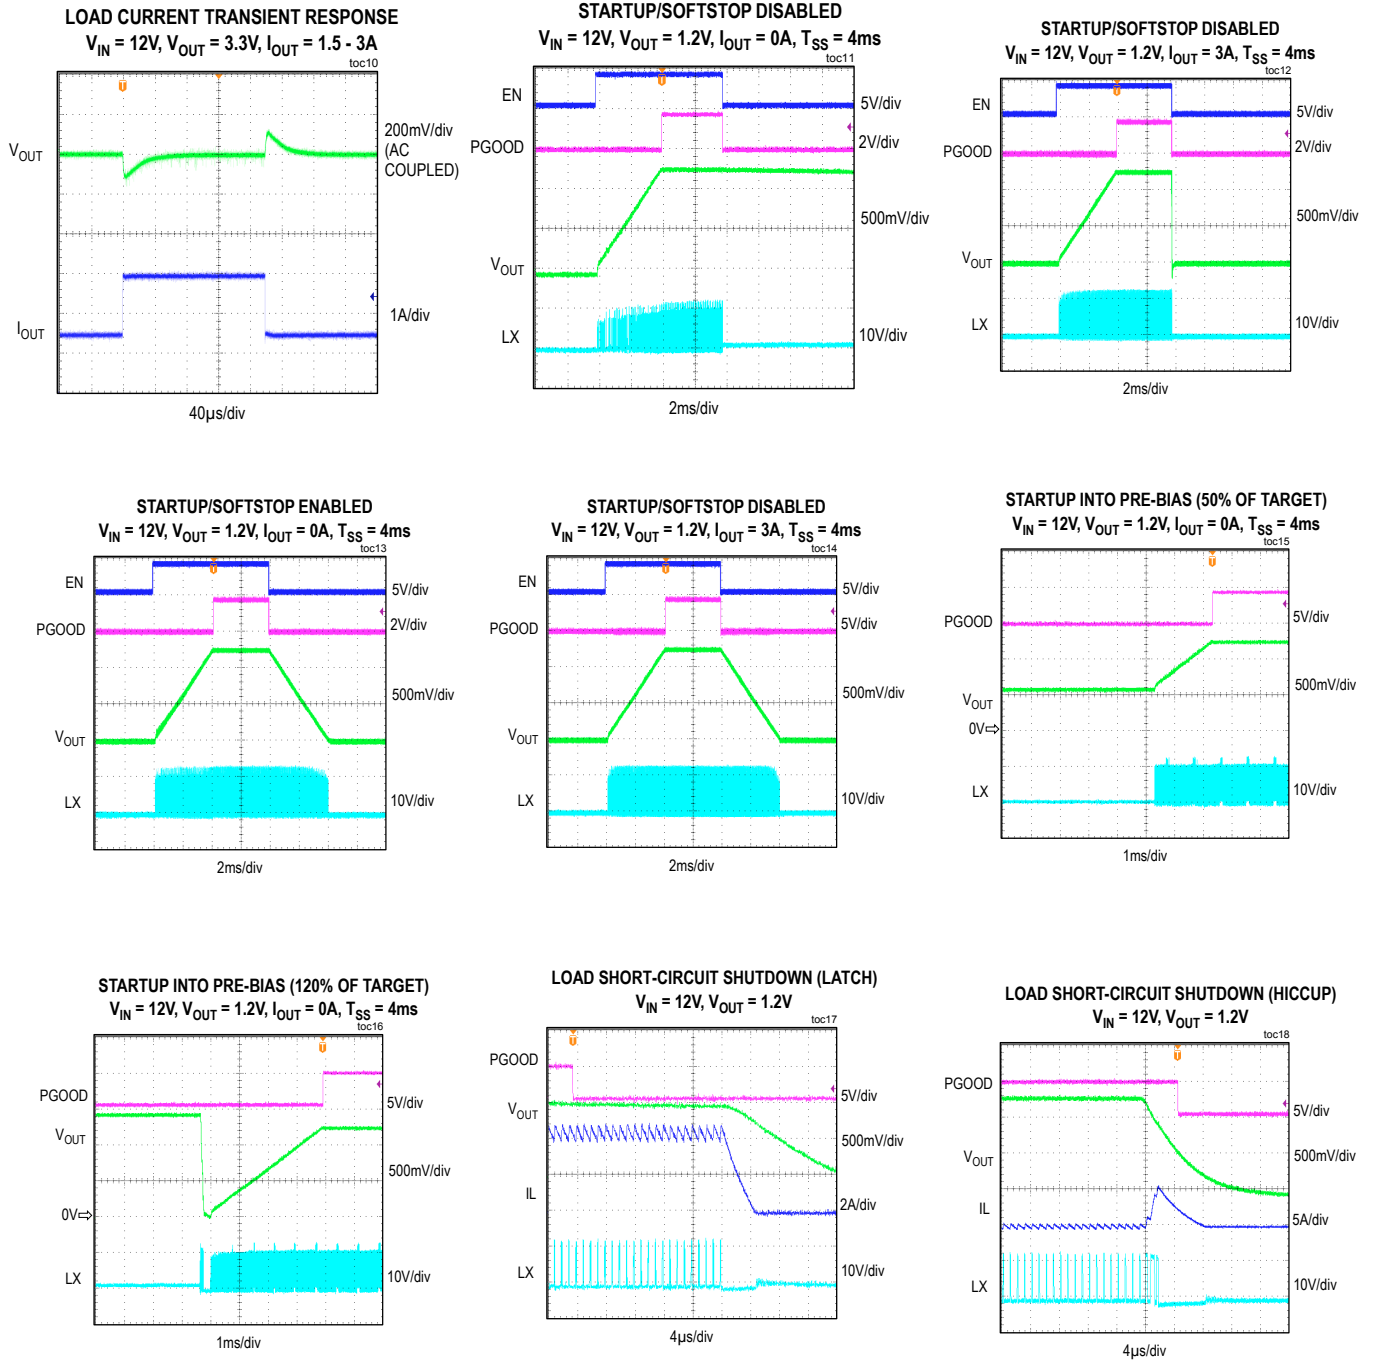 LOAD CURRENT TRANSIENT RESPONSE
VIN = 12V, VOUT = 3.3V, IOUT = 1.5 - 3A
toc10
T
VOUT
200mV/div
(AC
COUPLED)
IOUT
1A/div
40µs/div
STARTUP/SOFTSTOP DISABLED
VIN = 12V, VOUT = 1.2V, IOUT = 0A, TSS = 4ms
toc11
T
EN
5V/div
PGOOD
2V/div
500mV/div
VOUT
LX
10V/div
2ms/div
STARTUP/SOFTSTOP DISABLED
VIN = 12V, VOUT = 1.2V, IOUT = 3A, TSS = 4ms
toc12
T
EN
5V/div
PGOOD
2V/div
500mV/div
VOUT
LX
10V/div
2ms/div
STARTUP/SOFTSTOP ENABLED
VIN = 12V, VOUT = 1.2V, IOUT = 0A, TSS = 4ms
toc13
T
EN
5V/div
PGOOD
2V/div
500mV/div
VOUT
LX
10V/div
2ms/div
STARTUP/SOFTSTOP DISABLED
VIN = 12V, VOUT = 1.2V, IOUT = 3A, TSS = 4ms
toc14
T
EN
5V/div
PGOOD
5V/div
500mV/div
VOUT
LX
10V/div
2ms/div
STARTUP INTO PRE-BIAS (50% OF TARGET)
VIN = 12V, VOUT = 1.2V, IOUT = 0A, TSS = 4ms
toc15
T
PGOOD
5V/div
500mV/div
VOUT
0V⇨
LX
10V/div
1ms/div
STARTUP INTO PRE-BIAS (120% OF TARGET)
VIN = 12V, VOUT = 1.2V, IOUT = 0A, TSS = 4ms
toc16
T
PGOOD
5V/div
VOUT
500mV/div
0V⇨
LX
10V/div
1ms/div
LOAD SHORT-CIRCUIT SHUTDOWN (LATCH)
VIN = 12V, VOUT = 1.2V
toc17
T
PGOOD
5V/div
VOUT
500mV/div
IL
2A/div
LX
10V/div
4µs/div
LOAD SHORT-CIRCUIT SHUTDOWN (HICCUP)
VIN = 12V, VOUT = 1.2V
toc18
T
PGOOD
5V/div
VOUT
500mV/div
IL
5A/div
LX
10V/div
4µs/div